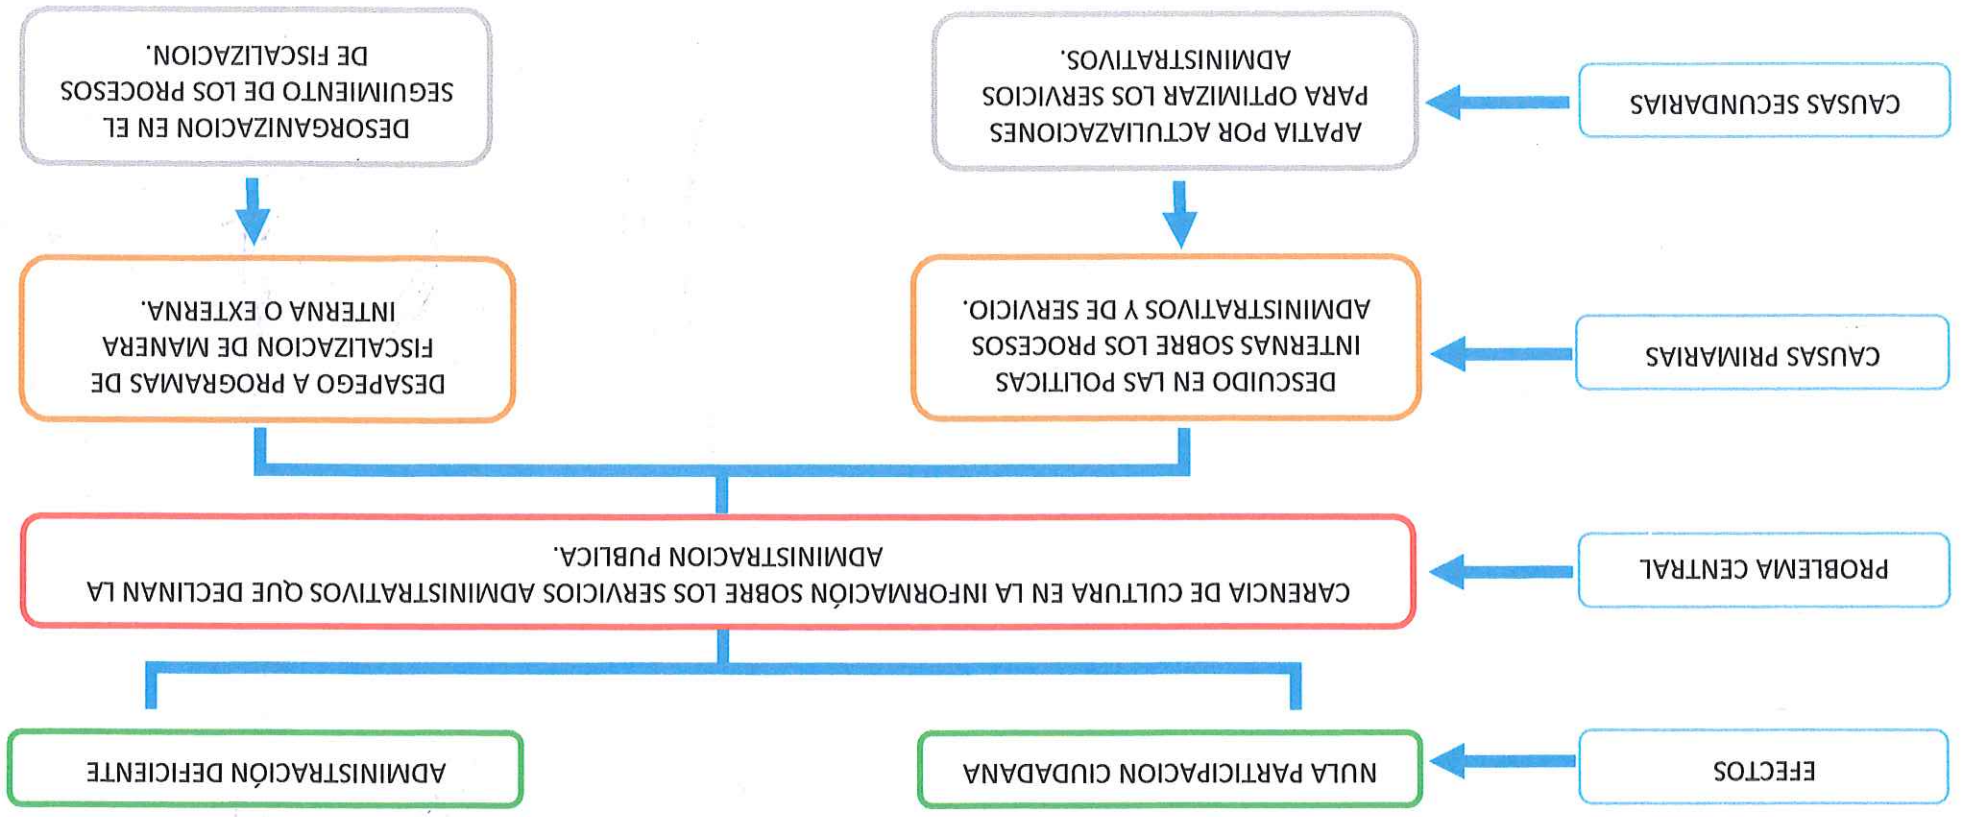 EFECTOS
NULA PARTICIPACION CIUDADANA
ADMINISTRACIÓN DEFICIENTE
PROBLEMA CENTRAL
CARENCIA DE CULTURA EN LA INFORMACIÓN SOBRE LOS SERVICIOS ADMINISTRATIVOS QUE DECLINAN LA
ADMINISTRACION PUBLICA.
CAUSAS PRIMARIAS
DESCUIDO EN LAS POLITICAS
INTERNAS SOBRE LOS PROCESOS
ADMINISTRATIVOS Y DE SERVICIO.
DESAPEGO A PROGRAMAS DE
FISCALIZACION DE MANERA
INTERNA O EXTERNA.
CAUSAS SECUNDARIAS
APATIA POR ACTULIAZACIONES
PARA OPTIMIZAR LOS SERVICIOS
ADMINISTRATIVOS.
DESORGANIZACION EN EL
SEGUIMIENTO DE LOS PROCESOS
DE FISCALIZACION.